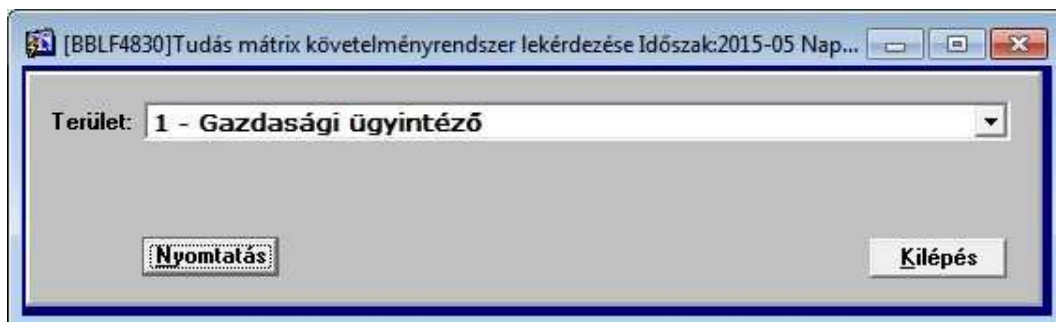 [BBLF4830]Tudás mátrix követelményrendszer lekérdezése Időszak:2015-05 Nap...
Terület: 1 - Gazdasági ügyintéző
Nyomtatás Kilépés